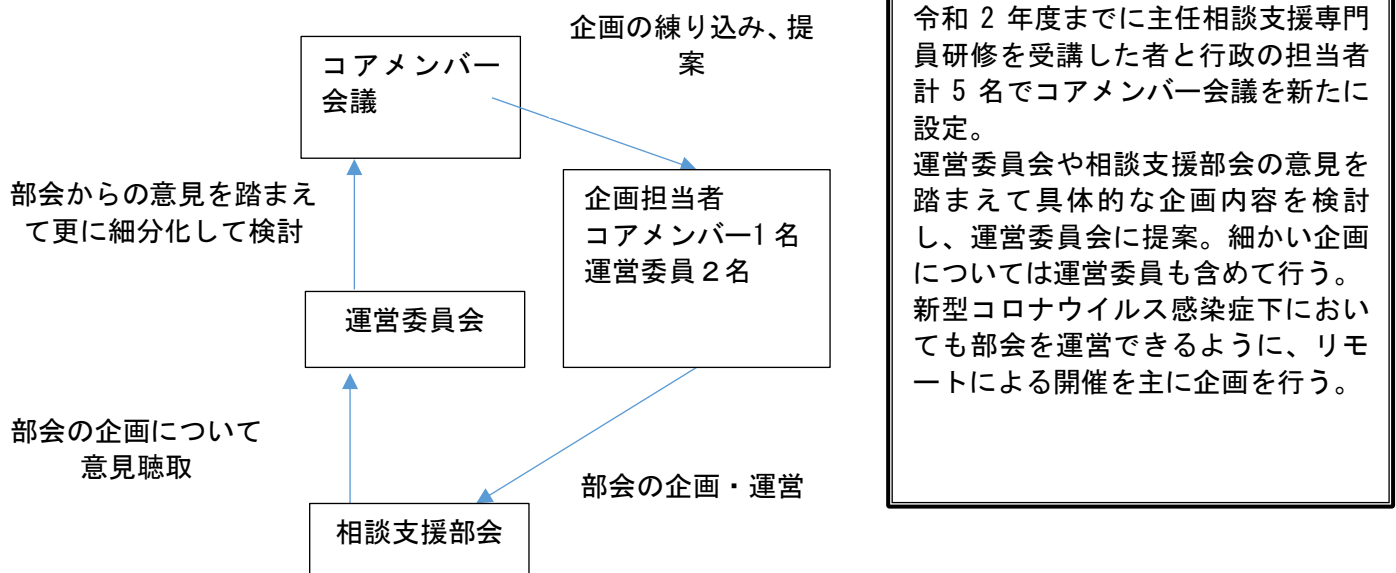 企画の練り込み、提
案
コアメンバー
会議
部会からの意見を踏まえ
て更に細分化して検討
企画担当者
コアメンバー1名
運営委員２名
運営委員会
部会の企画について
意見聴取
部会の企画・運営
相談支援部会
令和 2 年度までに主任相談支援専門
員研修を受講した者と行政の担当者
計 5 名でコアメンバー会議を新たに
設定。
運営委員会や相談支援部会の意見を
踏まえて具体的な企画内容を検討
し、運営委員会に提案。細かい企画
については運営委員も含めて行う。
新型コロナウイルス感染症下におい
ても部会を運営できるように、リモ
ートによる開催を主に企画を行う。